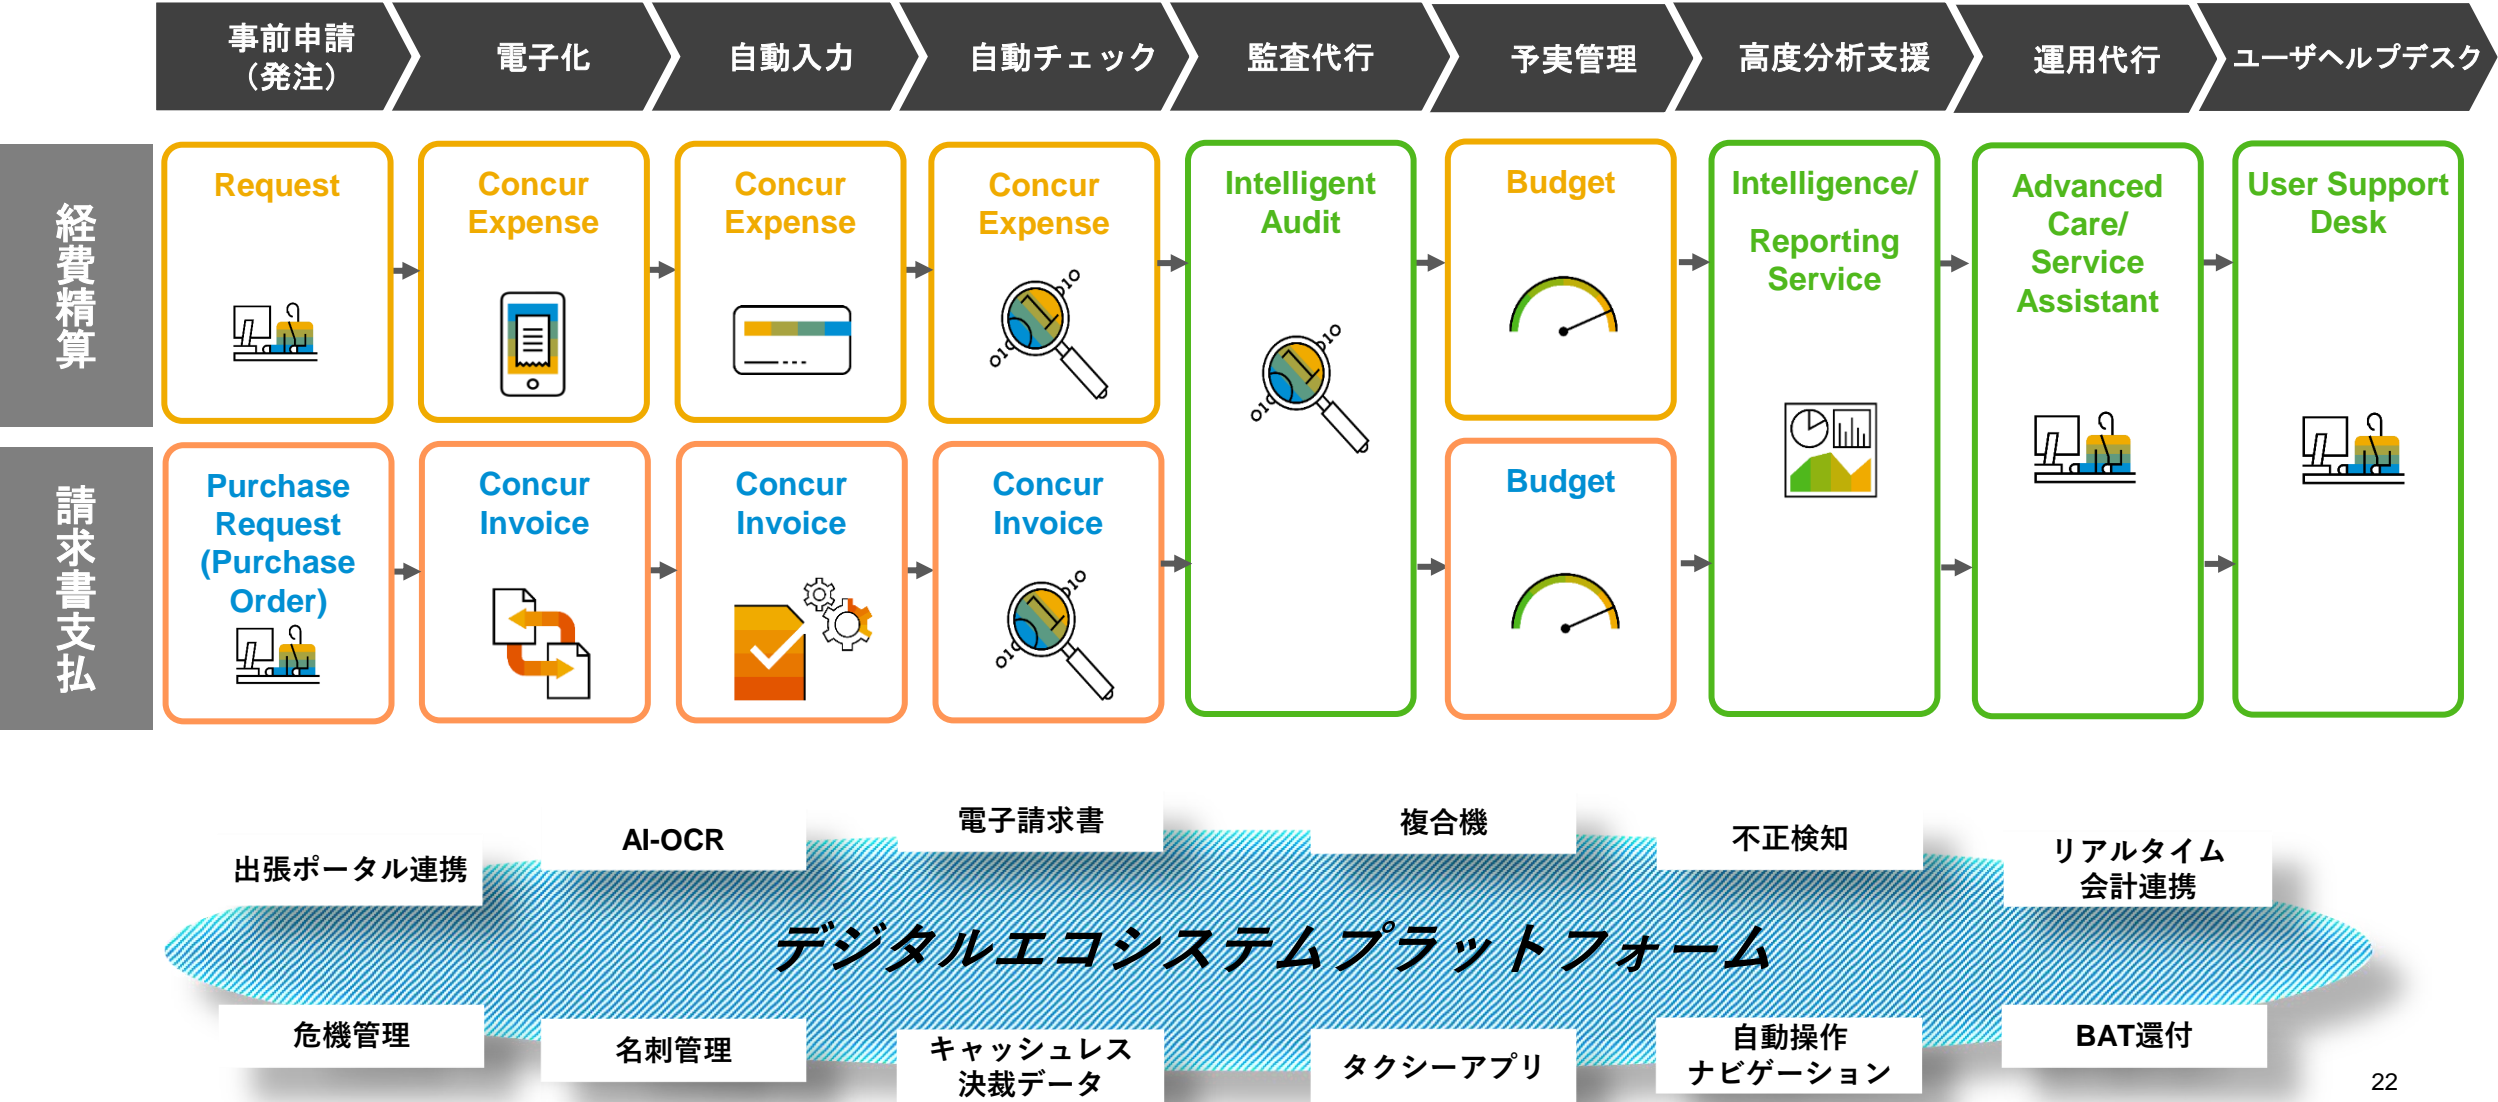 事前申請
（発注）
電子化
自動入力
自動チェック
監査代行
予実管理
高度分析支援
運用代行
ユーザヘルプデスク
経費精算
Request
Concur
Expense
Concur
Expense
Concur
Expense
Intelligent
Audit
Budget
Intelligence/
Reporting
Service
Advanced
Care/
Service
Assistant
User Support
Desk
請求書支払
Purchase
Request
(Purchase
Order)
Concur
Invoice
Concur
Invoice
Concur
Invoice
Budget
出張ポータル連携
AI-OCR
電子請求書
複合機
不正検知
リアルタイム
会計連携
デジタルエコシステムプラットフォーム
危機管理
名刺管理
キャッシュレス
決裁データ
タクシーアプリ
自動操作
ナビゲーション
BAT還付
22